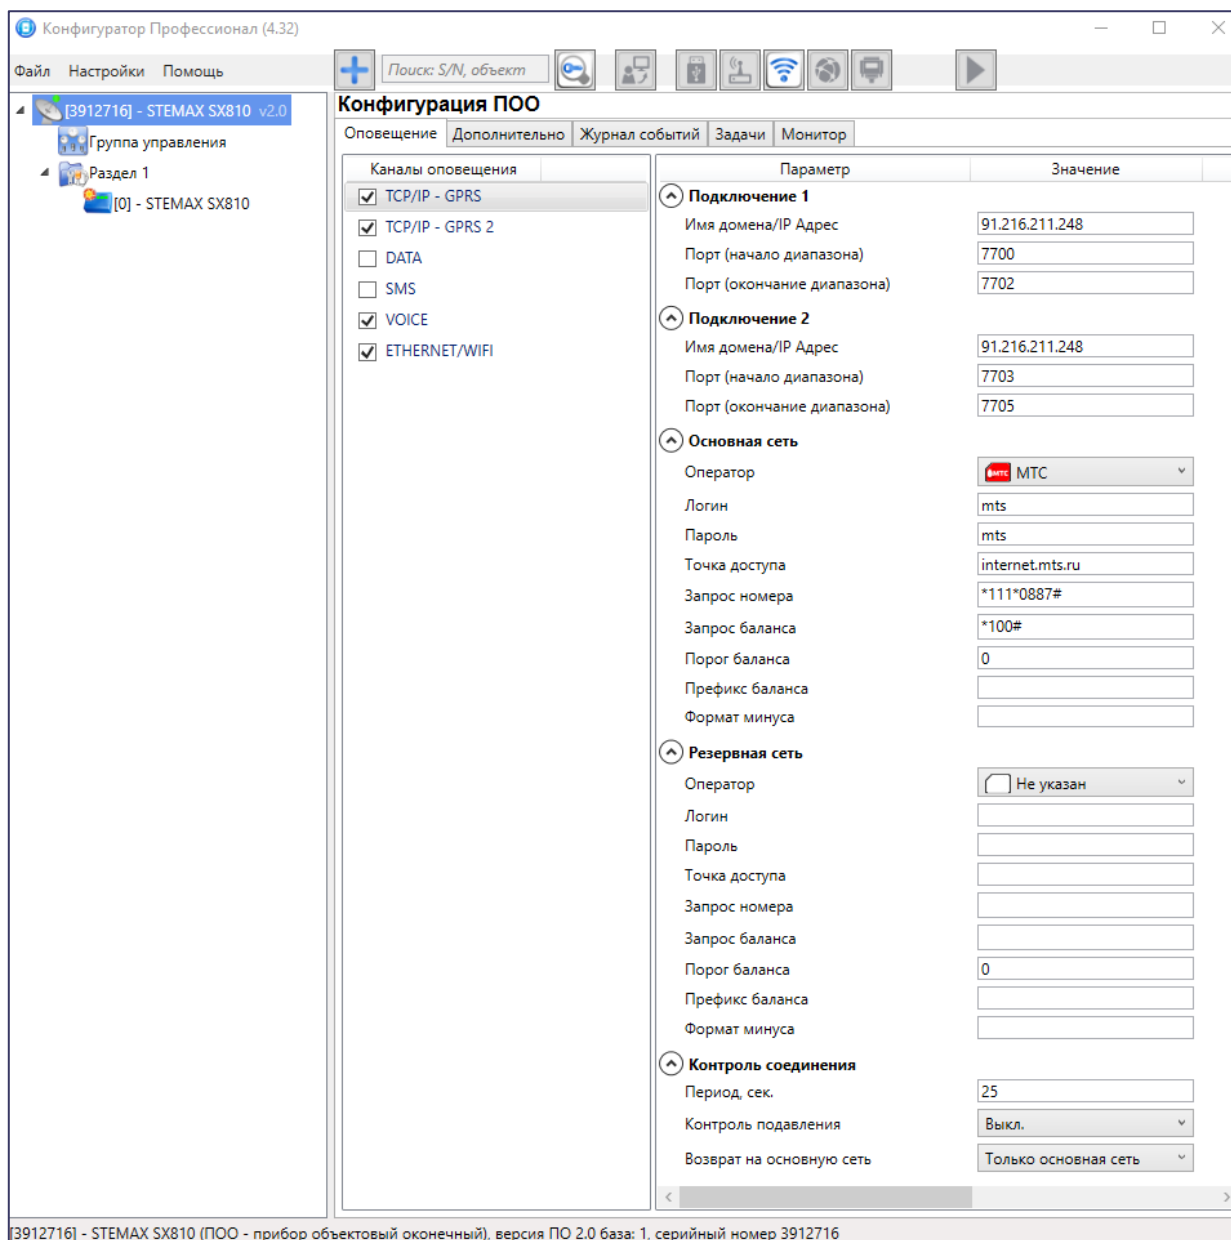 Конфигуратор Профессионал (4.32)
Файл Настройки Помощь
Поиск: S/N, объект
[3912716] - STEMAX SX810 v2.0
Группа управления
Раздел 1
[0] - STEMAX SX810
Конфигурация ПОО
Оповещение Дополнительно Журнал событий Задачи Монитор
Каналы оповещения
TCP/IP - GPRS
TCP/IP - GPRS 2
DATA
SMS
VOICE
ETHERNET/WIFI
Параметр Значение
Подключение 1
Имя домена/IP Адрес 91.216.211.248
Порт (начало диапазона) 7700
Порт (окончание диапазона) 7702
Подключение 2
Имя домена/IP Адрес 91.216.211.248
Порт (начало диапазона) 7703
Порт (окончание диапазона) 7705
Основная сеть
Оператор МТС МТС
Логин mts
Пароль mts
Точка доступа internet.mts.ru
Запрос номера *111*0887#
Запрос баланса *100#
Порог баланса 0
Префикс баланса
Формат минуса
Резервная сеть
Оператор Не указан
Логин
Пароль
Точка доступа
Запрос номера
Запрос баланса
Порог баланса 0
Префикс баланса
Формат минуса
Контроль соединения
Период, сек. 25
Контроль подавления Выкл.
Возврат на основную сеть Только основная сеть
[3912716] - STEMAX SX810 (ПОО - прибор объектовый оконечный), версия ПО 2.0 база: 1, серийный номер 3912716